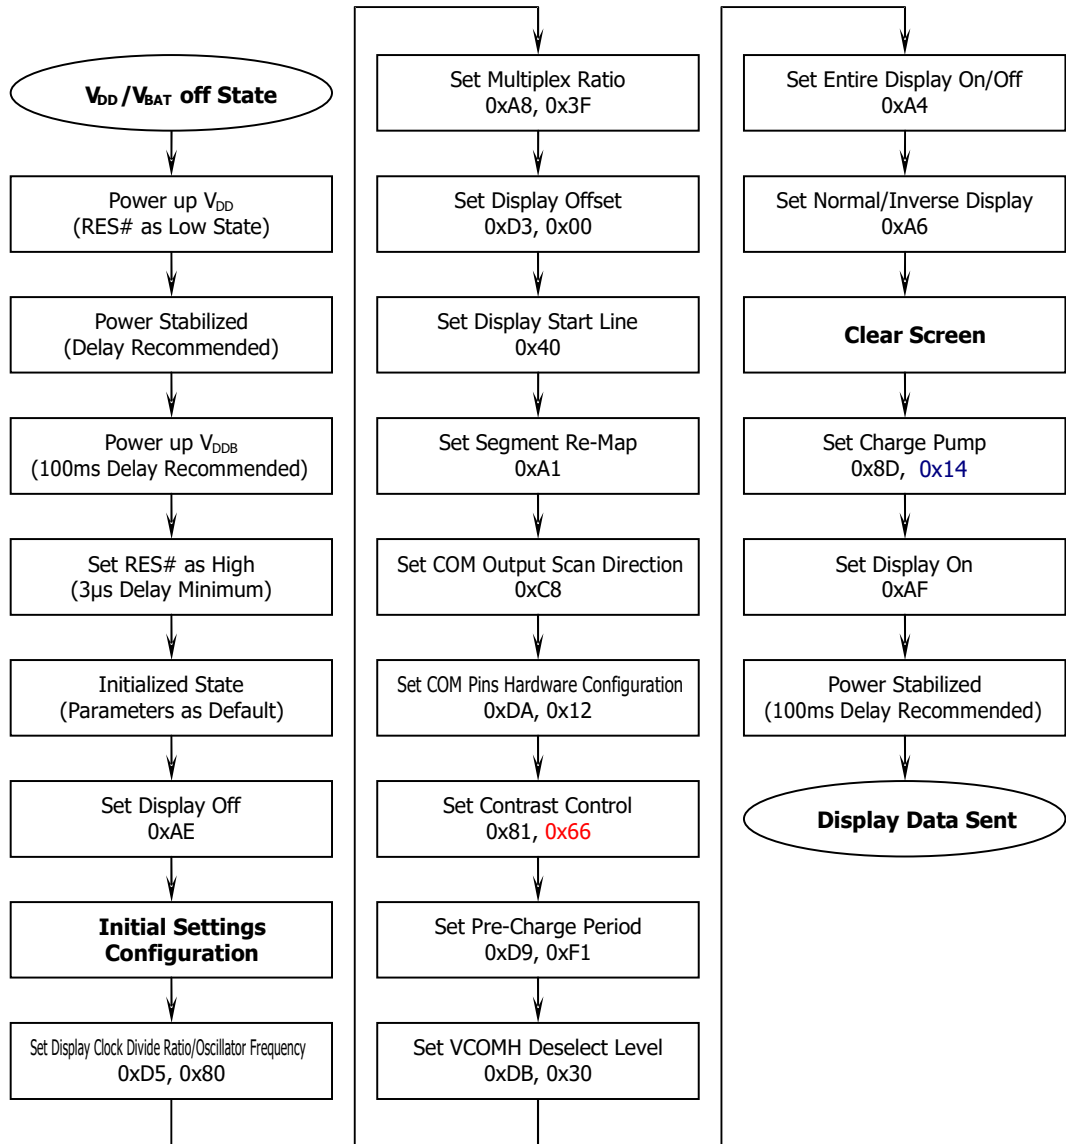 V_DD /V_BAT off State
Power up V_DD
(RES# as Low State)
Power Stabilized
(Delay Recommended)
Power up V_DDB
(100ms Delay Recommended)
Set RES# as High
(3µs Delay Minimum)
Initialized State
(Parameters as Default)
Set Display Off
0xAE
Initial Settings
Configuration
Set Display Clock Divide Ratio/Oscillator Frequency
0xD5, 0x80
Set Multiplex Ratio
0xA8, 0x3F
Set Display Offset
0xD3, 0x00
Set Display Start Line
0x40
Set Segment Re-Map
0xA1
Set COM Output Scan Direction
0xC8
Set COM Pins Hardware Configuration
0xDA, 0x12
Set Contrast Control
0x81, 0x66
Set Pre-Charge Period
0xD9, 0xF1
Set VCOMH Deselect Level
0xDB, 0x30
Set Entire Display On/Off
0xA4
Set Normal/Inverse Display
0xA6
Clear Screen
Set Charge Pump
0x8D, 0x14
Set Display On
0xAF
Power Stabilized
(100ms Delay Recommended)
Display Data Sent